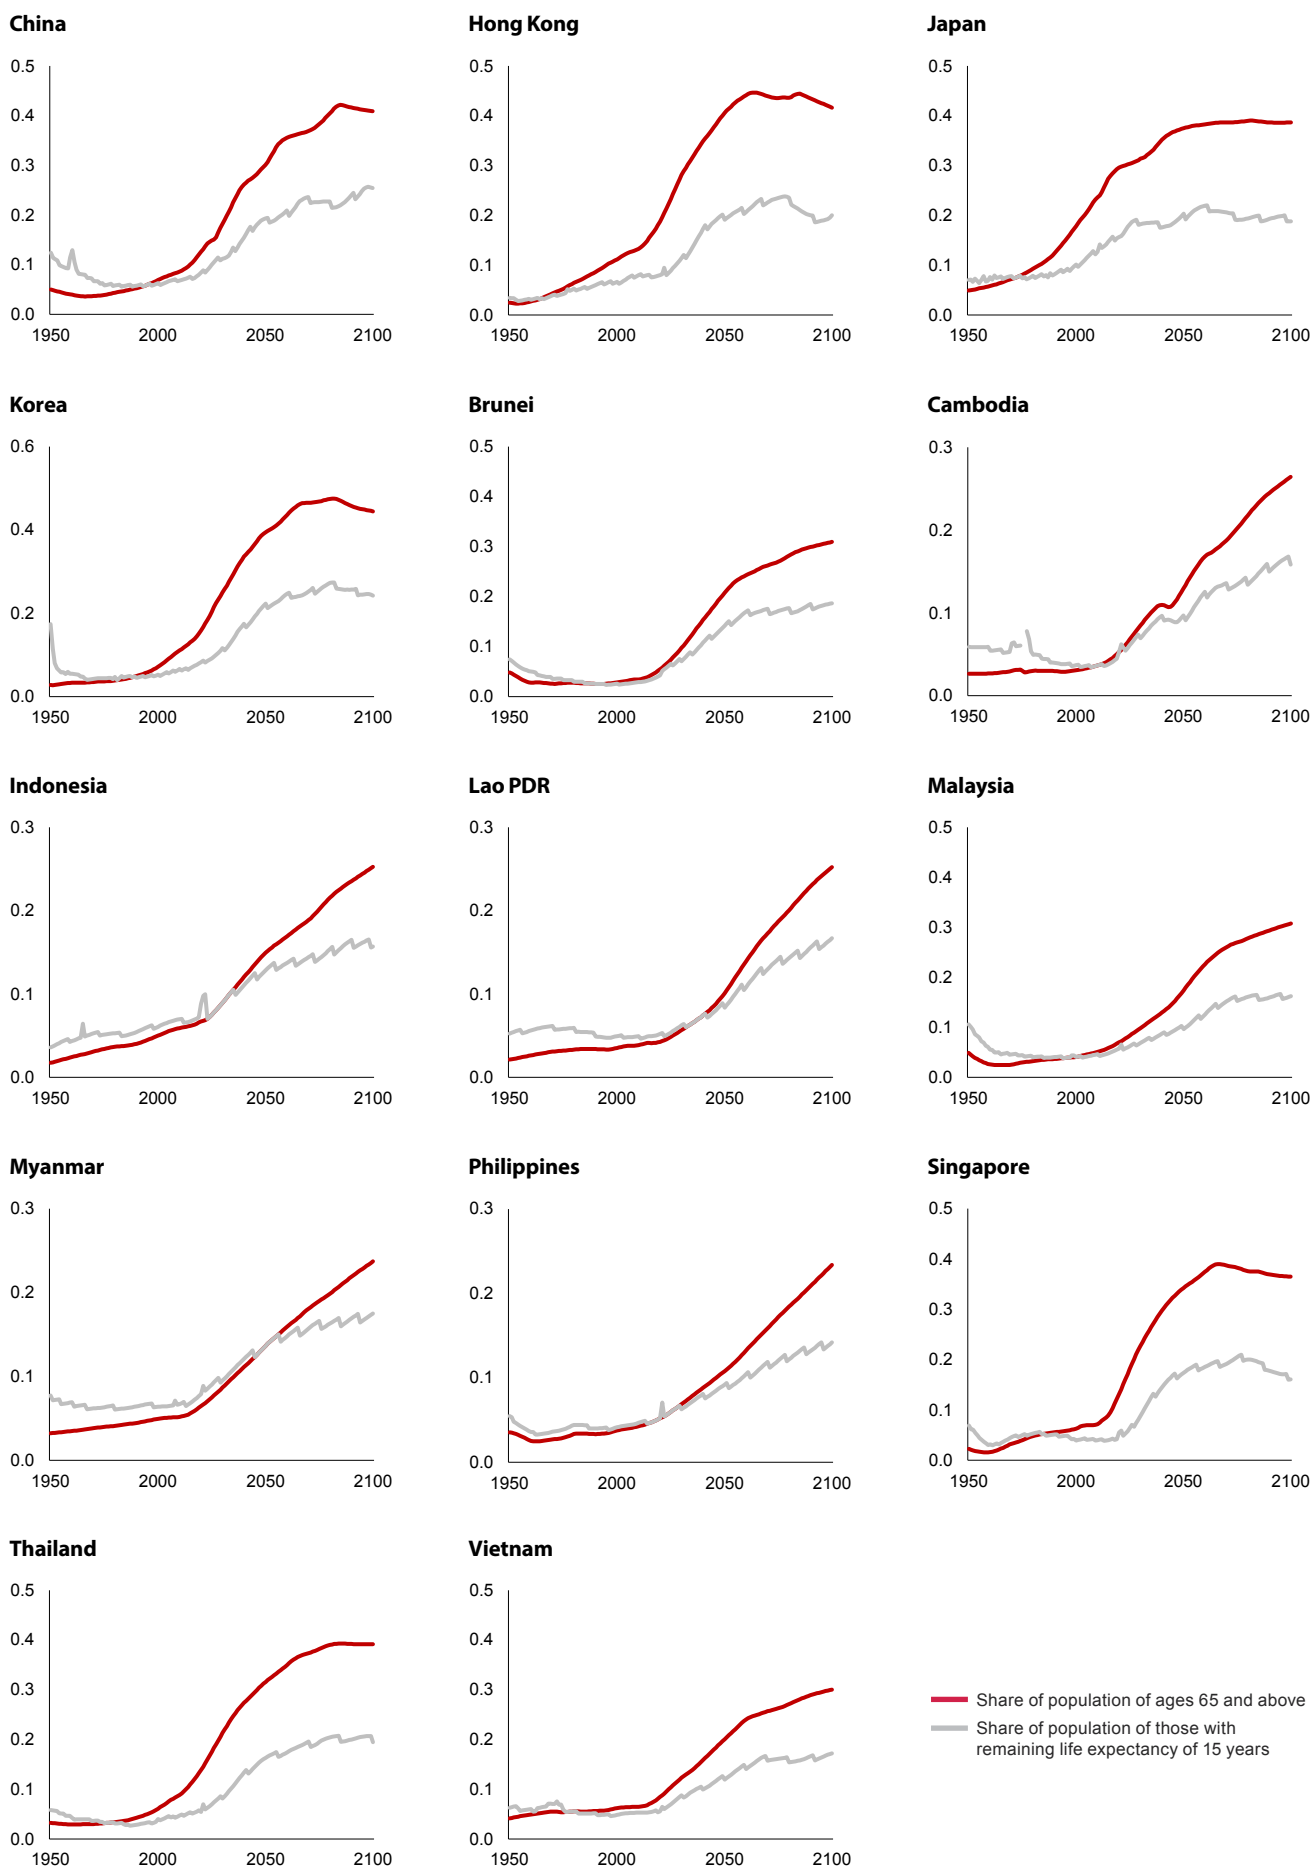 China
Hong Kong
Japan
0.5
0.4
0.3
0.2
0.1
0.0
1950 2000 2050 2100
0.5
0.4
0.3
0.2
0.1
0.0
1950 2000 2050 2100
0.5
0.4
0.3
0.2
0.1
0.0
1950 2000 2050 2100
Korea
Brunei
Cambodia
0.6
0.4
0.2
0.0
1950 2000 2050 2100
0.5
0.4
0.3
0.2
0.1
0.0
1950 2000 2050 2100
0.3
0.2
0.1
0.0
1950 2000 2050 2100
Indonesia
Lao PDR
Malaysia
0.3
0.2
0.1
0.0
1950 2000 2050 2100
0.3
0.2
0.1
0.0
1950 2000 2050 2100
0.5
0.4
0.3
0.2
0.1
0.0
1950 2000 2050 2100
Myanmar
Philippines
Singapore
0.3
0.2
0.1
0.0
1950 2000 2050 2100
0.3
0.2
0.1
0.0
1950 2000 2050 2100
0.5
0.4
0.3
0.2
0.1
0.0
1950 2000 2050 2100
Thailand
Vietnam
0.5
0.4
0.3
0.2
0.1
0.0
1950 2000 2050 2100
0.5
0.4
0.3
0.2
0.1
0.0
1950 2000 2050 2100
Share of population of ages 65 and above
Share of population of those with
remaining life expectancy of 15 years